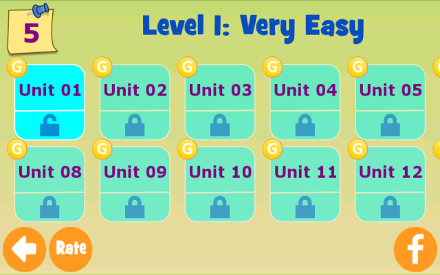 5
Level 1: Very Easy
G G G G G
Unit 01 Unit 02 Unit 03 Unit 04 Unit 05
G G G G G
Unit 08 Unit 09 Unit 10 Unit 11 Unit 12
Rate f